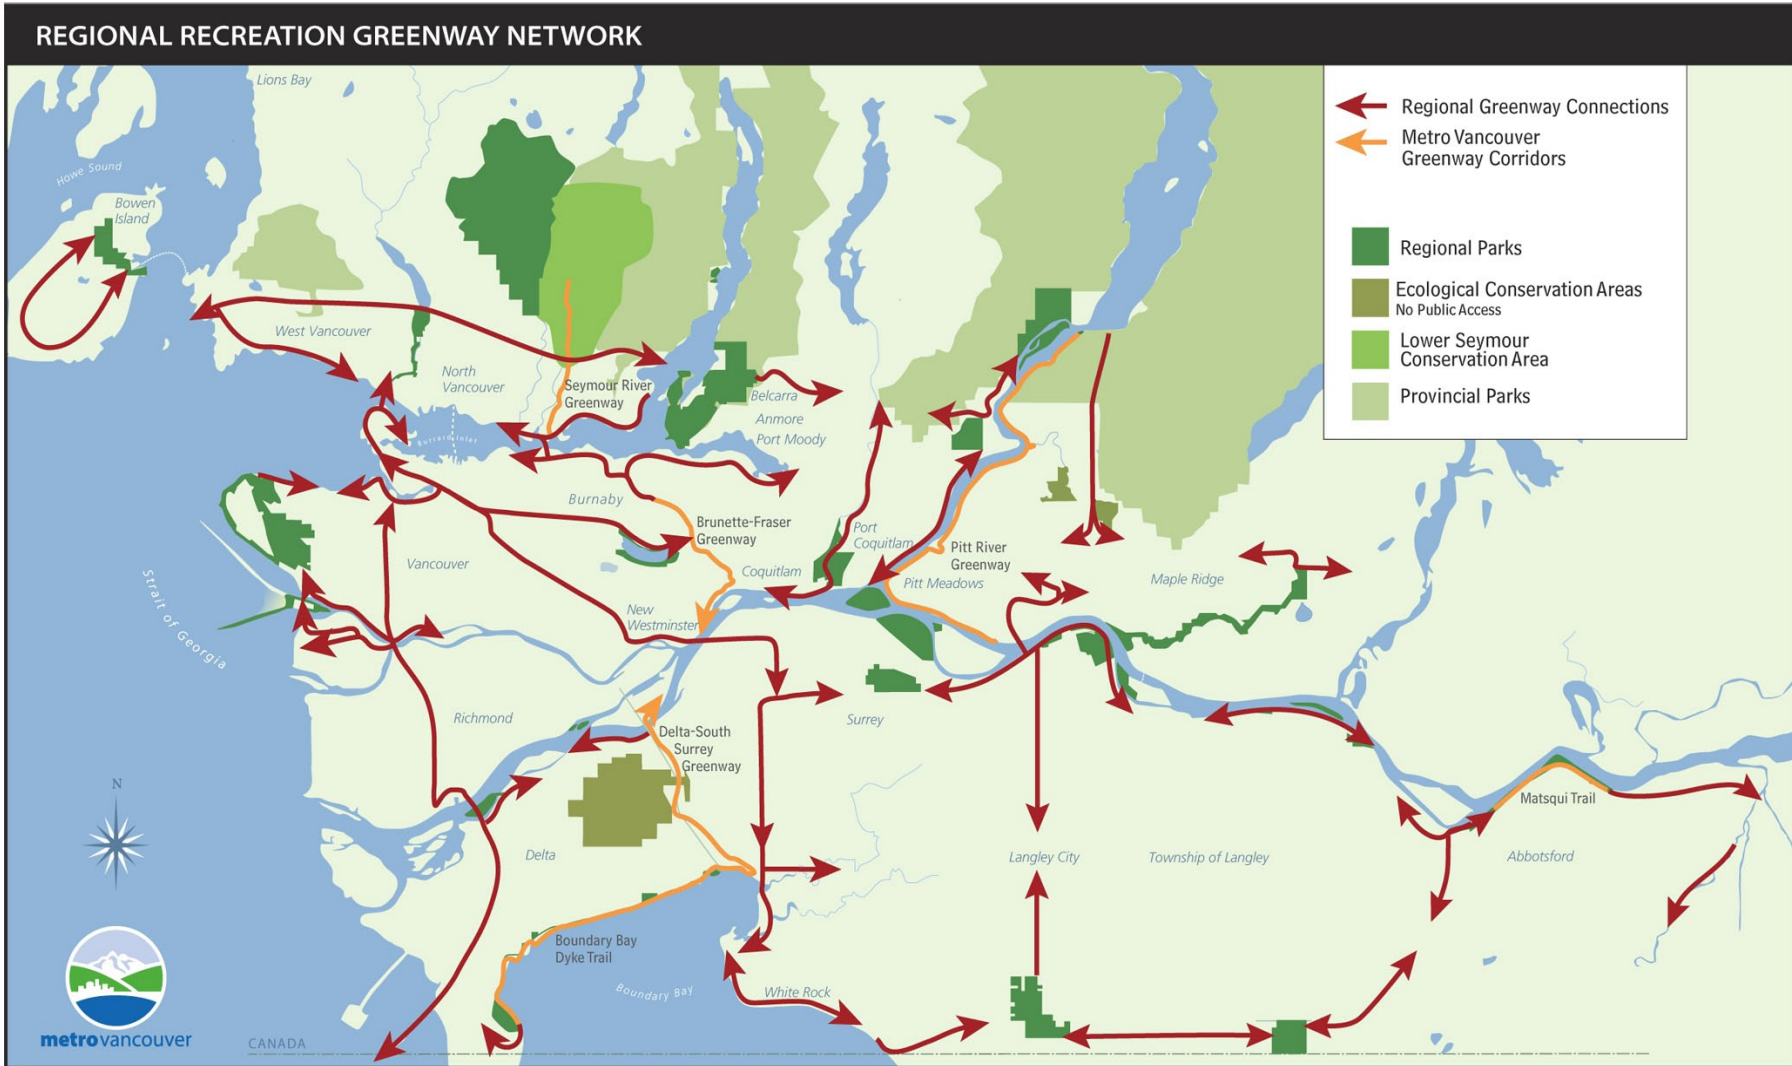 REGIONAL RECREATION GREENWAY NETWORK
Lions Bay
Regional Greenway Connections
Metro Vancouver
Greenway Corridors
Howe Sound
Bowen
Island
Regional Parks
Ecological Conservation Areas
No Public Access
Lower Seymour
Conservation Area
Provincial Parks
West Vancouver
North
Vancouver
Seymour River
Greenway
Belcarra
Anmore
Port Moody
Burrard Inlet
Burnaby
Brunette-Fraser
Greenway
Port
Coquitlam
Pitt River
Greenway
Vancouver
Coquitlam
Pitt Meadows
Maple Ridge
Strait of Georgia
New
Westminster
Richmond
Surrey
Delta-South
Surrey
Greenway
N
Matsqui Trail
Delta
Langley City
Township of Langley
Abbotsford
Boundary Bay
Dyke Trail
Boundary Bay
White Rock
metrovancouver
CANADA